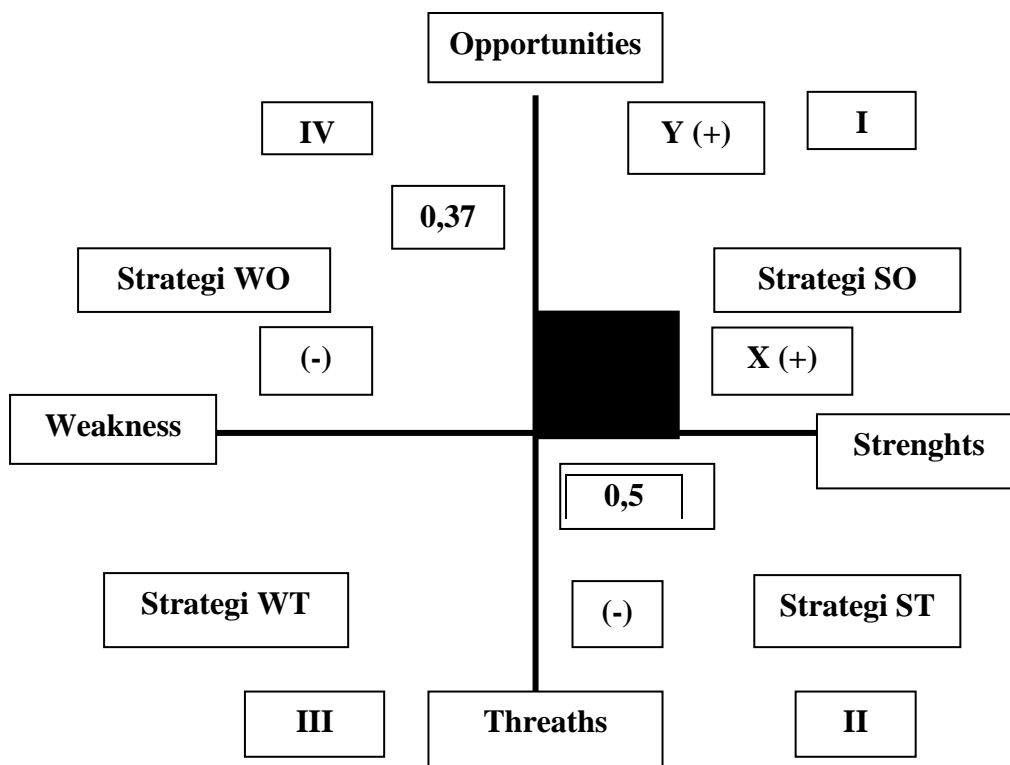 Opportunities
IV
Y (+)
I
0,37
Strategi WO
Strategi SO
(-)
X (+)
Weakness
Strenghts
0,5
Strategi WT
(-)
Strategi ST
III
Threaths
II